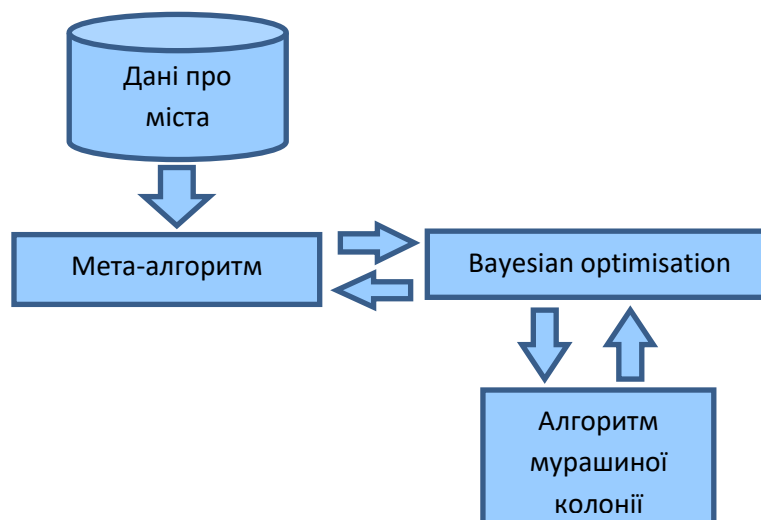 Дані про
міста
Мета-алгоритм
Bayesian optimisation
Алгоритм
мурашиної
колонії